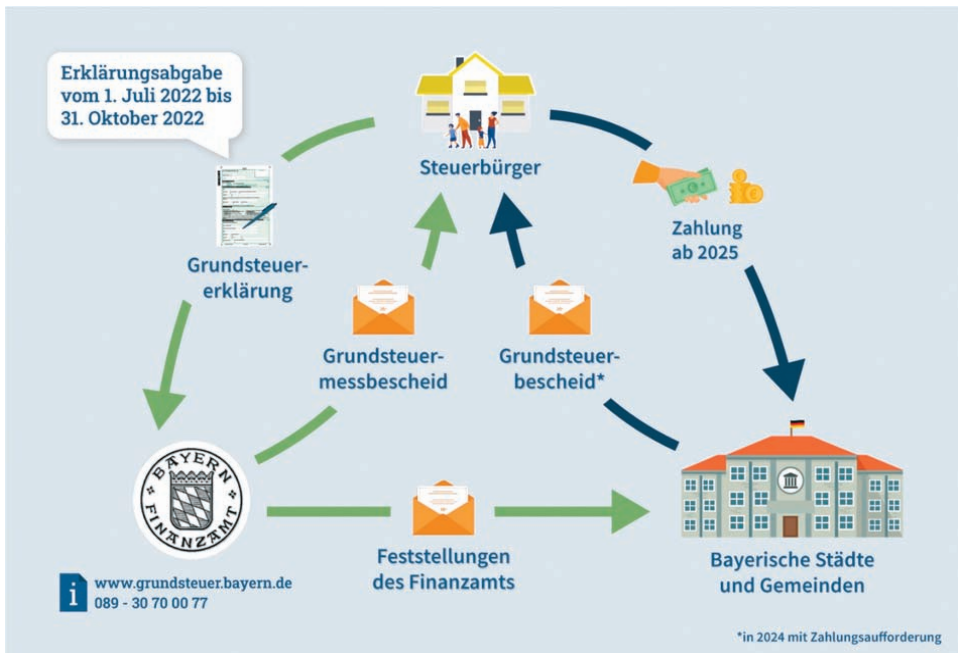 Erklärungsabgabe
vom 1. Juli 2022 bis
31. Oktober 2022
Steuerbürger
Zahlung
ab 2025
Grundsteuer-
erklärung
Grundsteuer-
messbescheid
Grundsteuer-
bescheid*
BAYERN
FINANZAMT
Feststellungen
des Finanzamts
Bayerische Städte
und Gemeinden
i www.grundsteuer.bayern.de
089 - 30 70 00 77
*in 2024 mit Zahlungsaufforderung